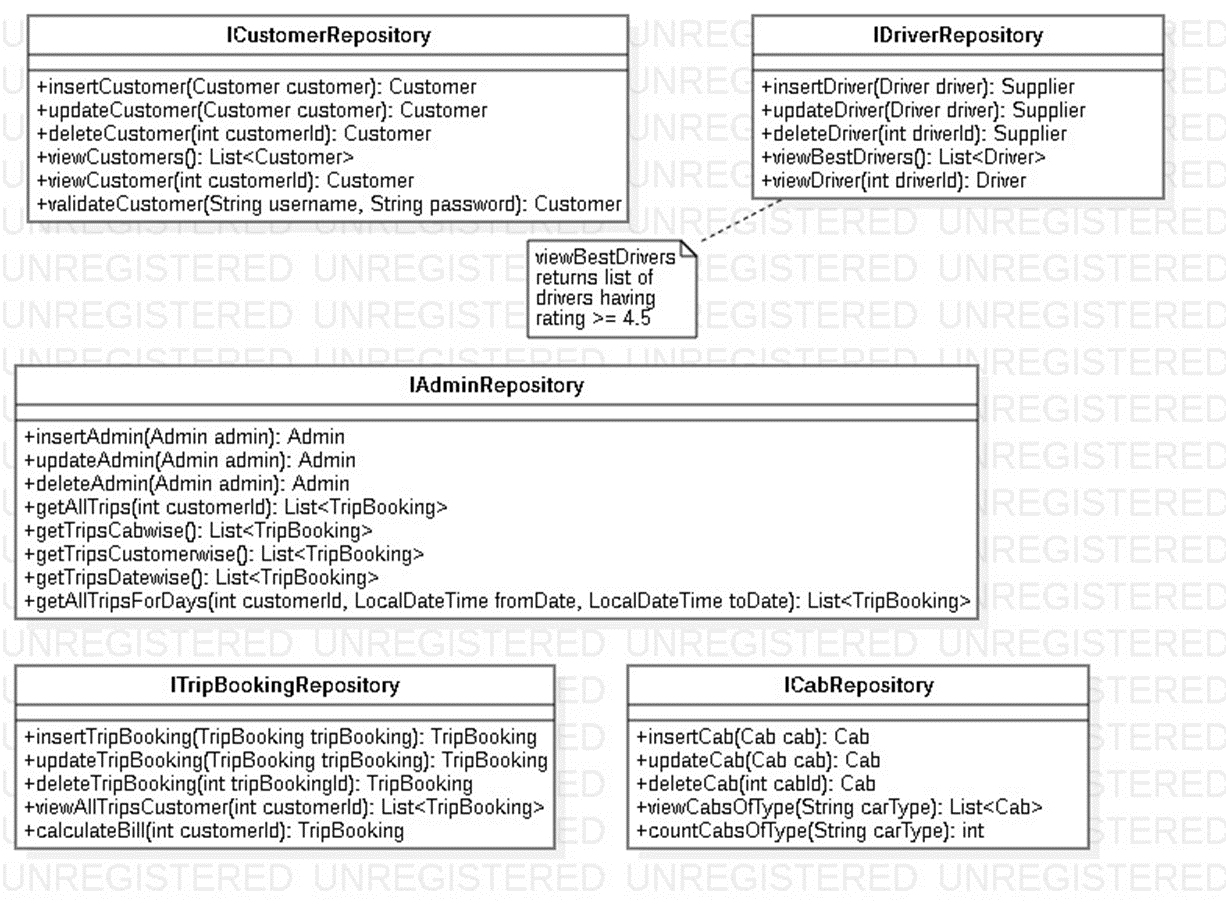 ICustomerRepository
+insertCustomer(Customer customer): Customer
+updateCustomer(Customer customer): Customer
+deleteCustomer(int customerId): Customer
+viewCustomers(): List<Customer>
+viewCustomer(int customerId): Customer
+validateCustomer(String username, String password): Customer
IDriverRepository
+insertDriver(Driver driver): Supplier
+updateDriver(Driver driver): Supplier
+deleteDriver(int driverId): Supplier
+viewBestDrivers(): List<Driver>
+viewDriver(int driverId): Driver
viewBestDrivers
returns list of
drivers having
rating >= 4.5
IAdminRepository
+insertAdmin(Admin admin): Admin
+updateAdmin(Admin admin): Admin
+deleteAdmin(Admin admin): Admin
+getAllTrips(int customerId): List<TripBooking>
+getTripsCabwise(): List<TripBooking>
+getTripsCustomerwise(): List<TripBooking>
+getTripsDatewise(): List<TripBooking>
+getAllTripsForDays(int customerId, LocalDateTime fromDate, LocalDateTime toDate): List<TripBooking>
ITripBookingRepository
+insertTripBooking(TripBooking tripBooking): TripBooking
+updateTripBooking(TripBooking tripBooking): TripBooking
+deleteTripBooking(int tripBookingId): TripBooking
+viewAllTripsCustomer(int customerId): List<TripBooking>
+calculateBill(int customerId): TripBooking
ICabRepository
+insertCab(Cab cab): Cab
+updateCab(Cab cab): Cab
+deleteCab(int cabId): Cab
+viewCabsOfType(String carType): List<Cab>
+countCabsOfType(String carType): int
UNREGISTERED UNREGISTERED UNREGISTERED UNREGISTERED